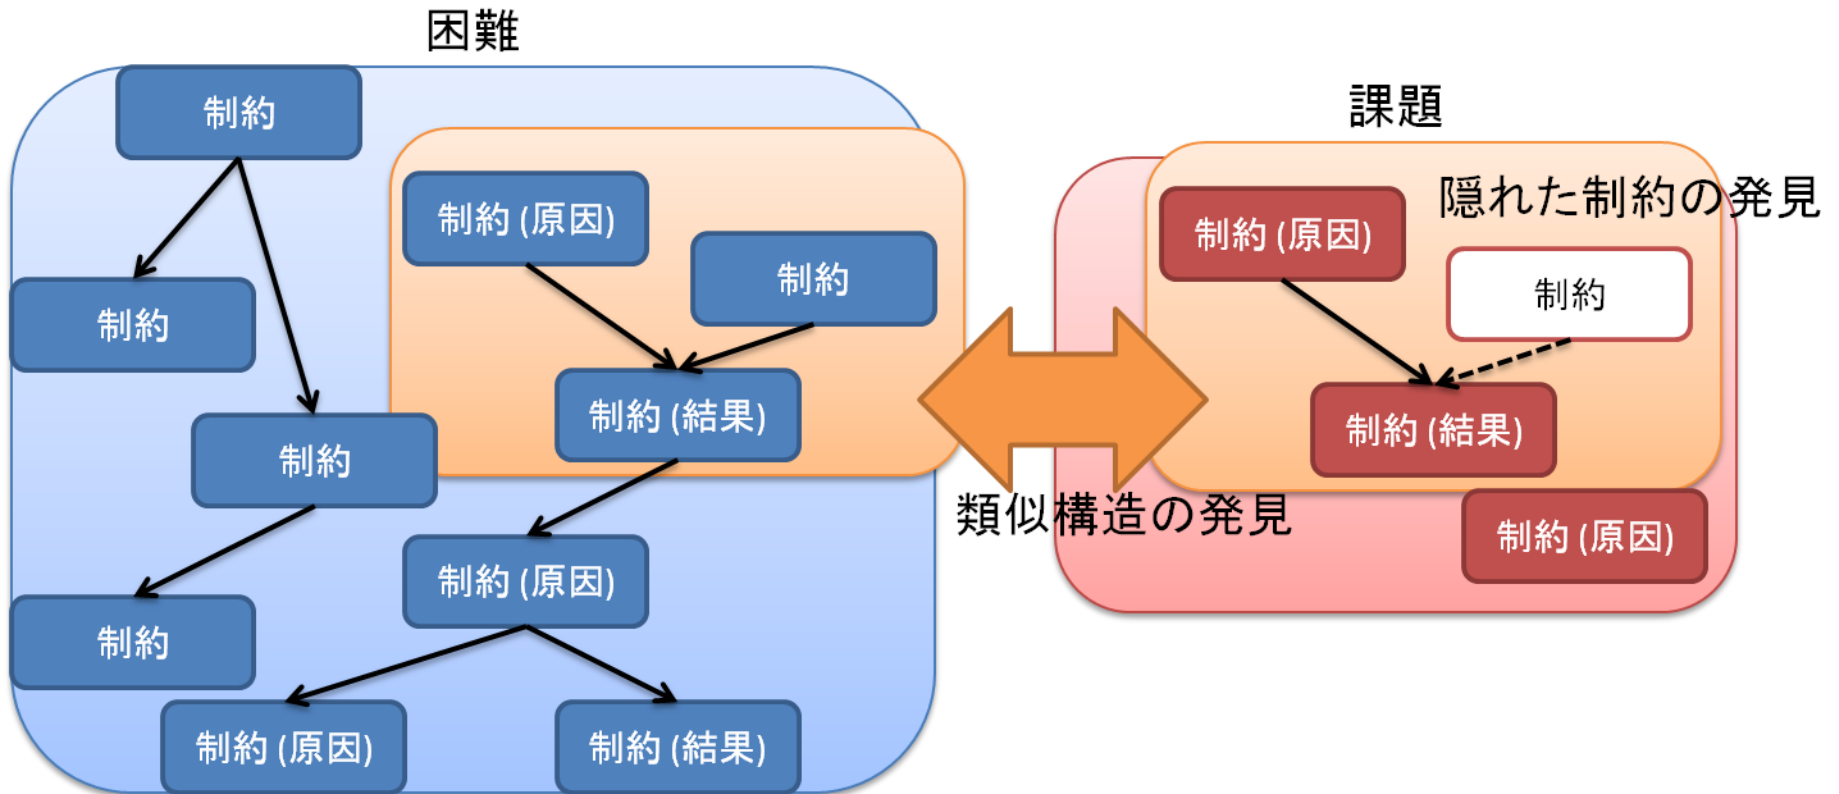 困難
制約
制約 (原因)
制約
制約
制約 (結果)
制約
制約 (原因)
制約
制約 (原因)
制約 (結果)
類似構造の発見
課題
隠れた制約の発見
制約 (原因)
制約
制約 (結果)
制約 (原因)